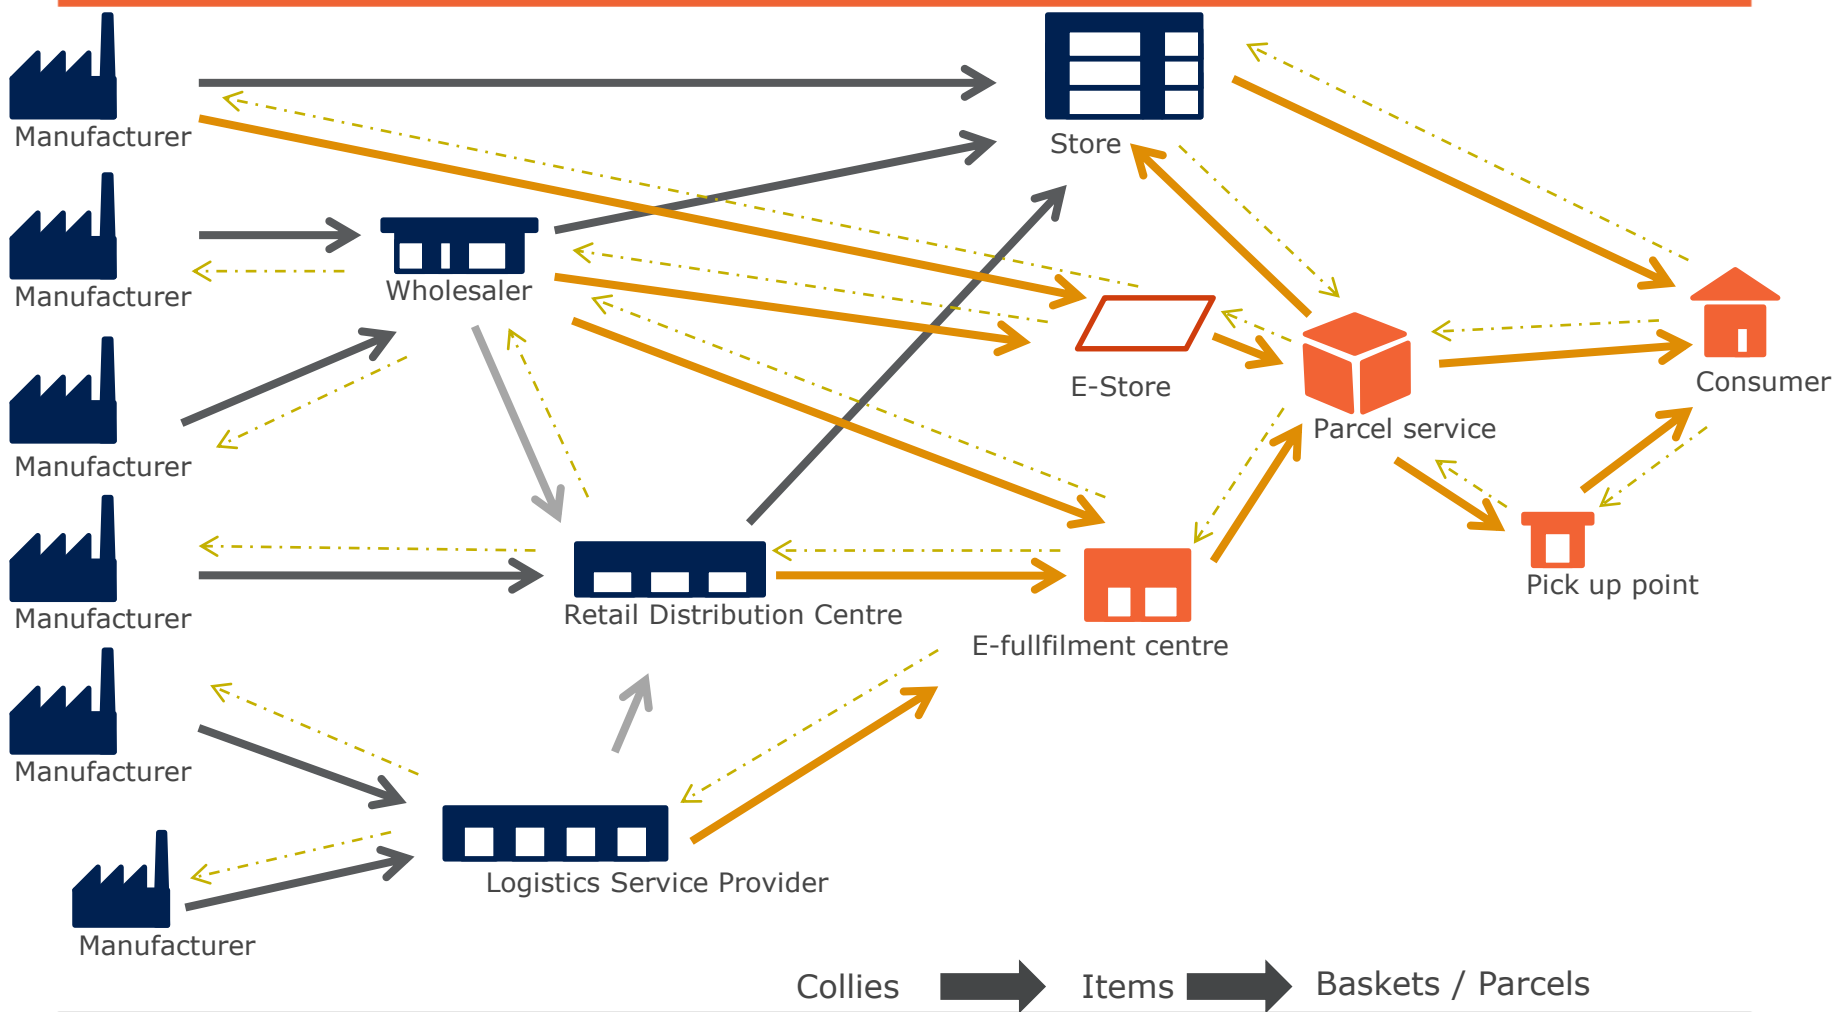 Manufacturer
Store
Manufacturer
Wholesaler
E-Store
Consumer
Parcel service
Manufacturer
Pick up point
Manufacturer
Retail Distribution Centre
E-fullfilment centre
Manufacturer
Logistics Service Provider
Manufacturer
Collies Items Baskets / Parcels